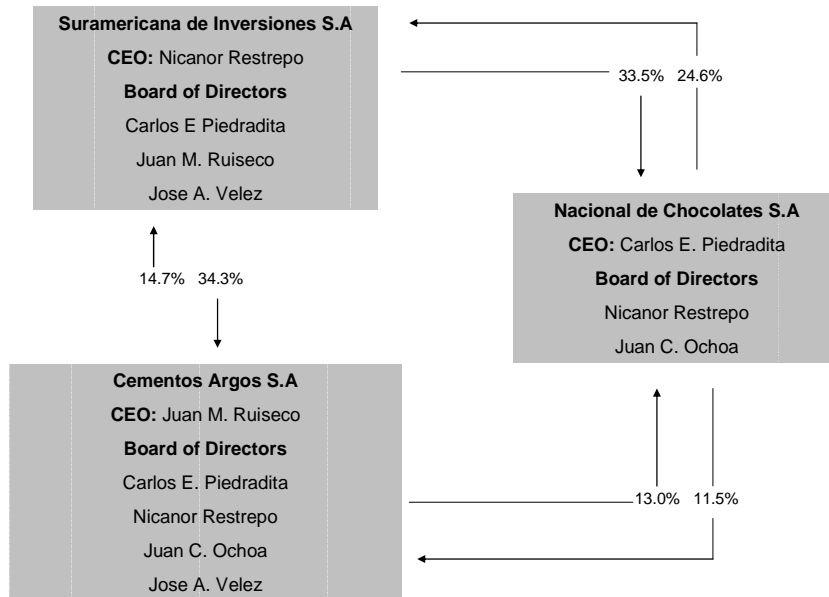 Suramericana de Inversiones S.A
CEO: Nicanor Restrepo
Board of Directors
Carlos E Piedradita
Juan M. Ruiseco
Jose A. Velez
33.5% 24.6%
Nacional de Chocolates S.A
CEO: Carlos E. Piedradita
Board of Directors
Nicanor Restrepo
Juan C. Ochoa
14.7% 34.3%
Cementos Argos S.A
CEO: Juan M. Ruiseco
Board of Directors
Carlos E. Piedradita
Nicanor Restrepo
Juan C. Ochoa
Jose A. Velez
13.0% 11.5%